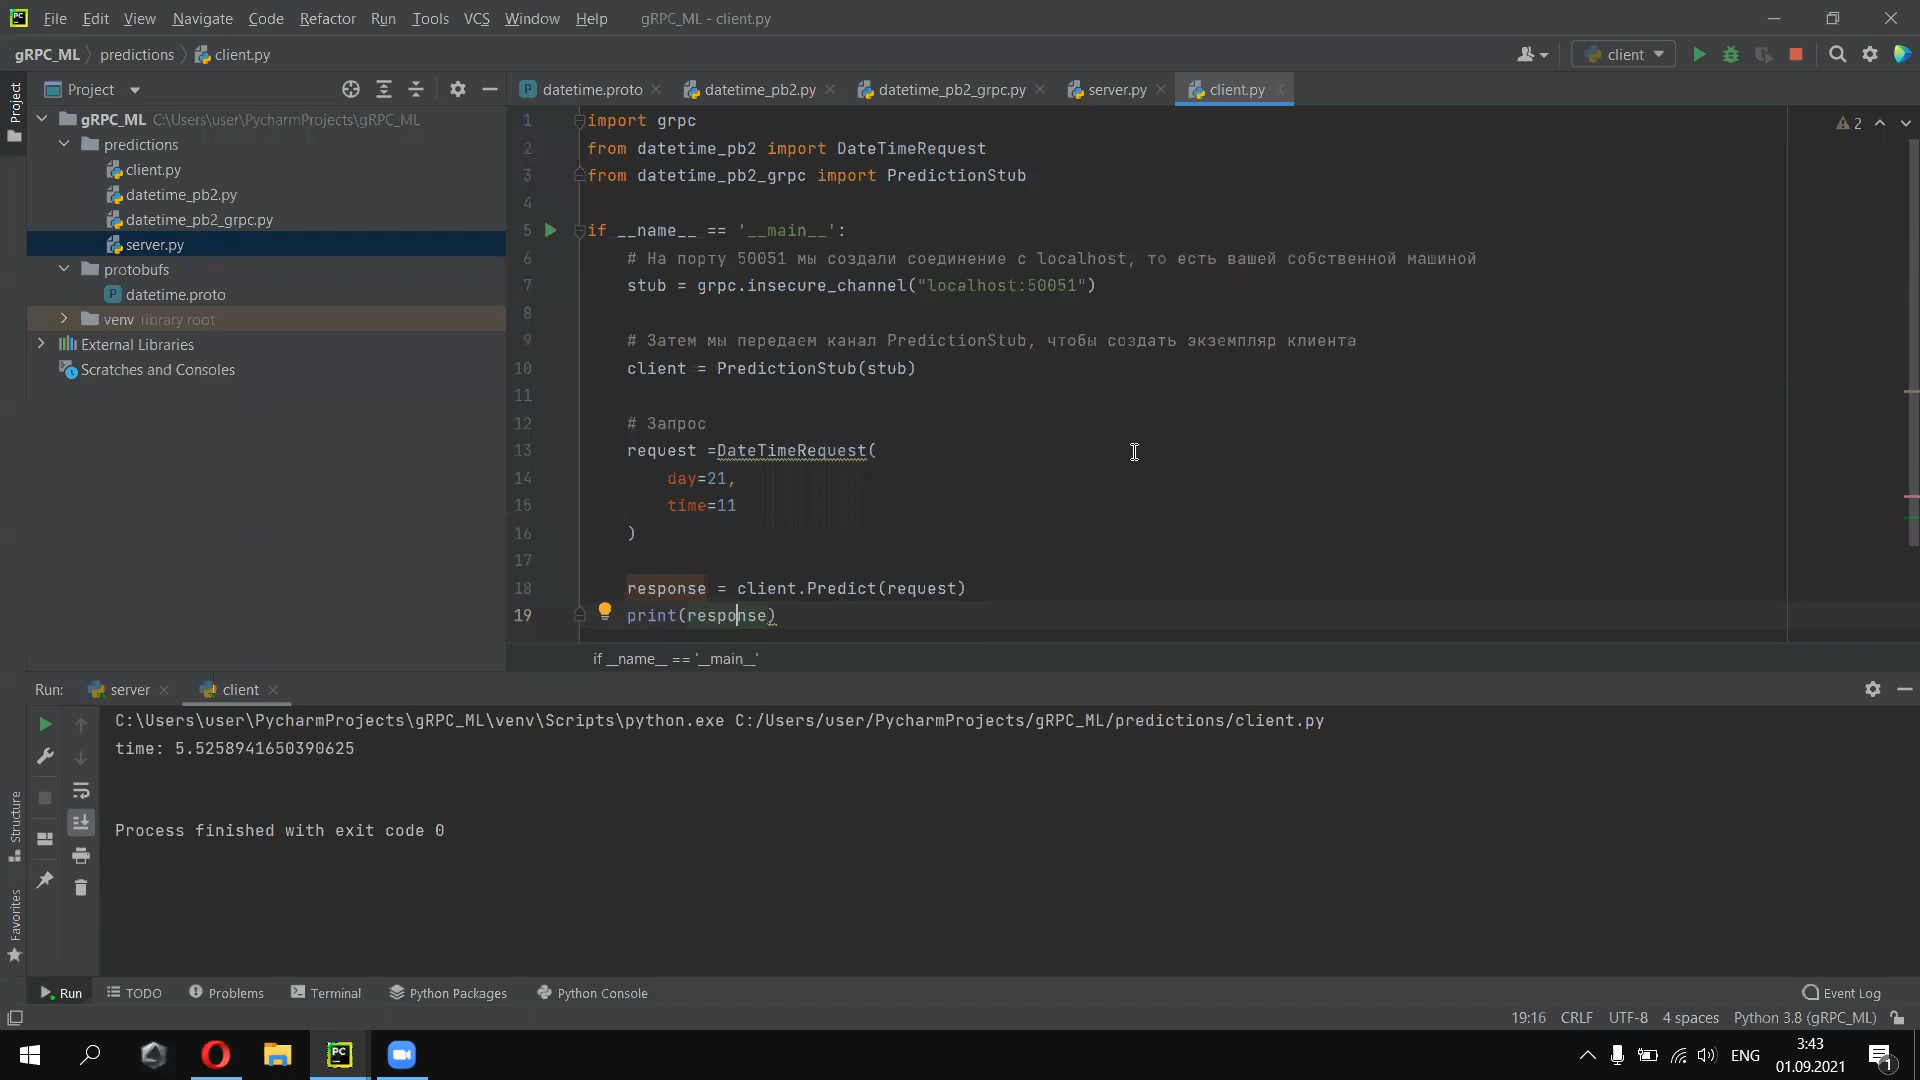 File Edit View Navigate Code Refactor Run Tools VCS Window Help gRPC_ML - client.py
gRPC_ML predictions client.py
client
Project
gRPC_ML C:\Users\user\PycharmProjects\gRPC_ML
predictions
client.py
datetime_pb2.py
datetime_pb2_grpc.py
server.py
protobufs
datetime.proto
venv library root
External Libraries
Scratches and Consoles
Project
Structure
Favorites
datetime.proto datetime_pb2.py datetime_pb2_grpc.py server.py client.py
2
1 import grpc
2 from datetime_pb2 import DateTimeRequest
3 from datetime_pb2_grpc import PredictionStub
4
5 if __name__ == '__main__':
6 # На порту 50051 мы создали соединение с localhost, то есть вашей собственной машиной
7 stub = grpc.insecure_channel("localhost:50051")
8
9 # Затем мы передаем канал PredictionStub, чтобы создать экземпляр клиента
10 client = PredictionStub(stub)
11
12 # Запрос
13 request =DateTimeRequest(
14 day=21,
15 time=11
16 )
17
18 response = client.Predict(request)
19 print(response)
if __name__ == '__main__'
Run: server client
C:\Users\user\PycharmProjects\gRPC_ML\venv\Scripts\python.exe C:/Users/user/PycharmProjects/gRPC_ML/predictions/client.py
time: 5.5258941650390625
Process finished with exit code 0
Run TODO Problems Terminal Python Packages Python Console Event Log
19:16 CRLF UTF-8 4 spaces Python 3.8 (gRPC_ML)
ENG 3:43
01.09.2021
1